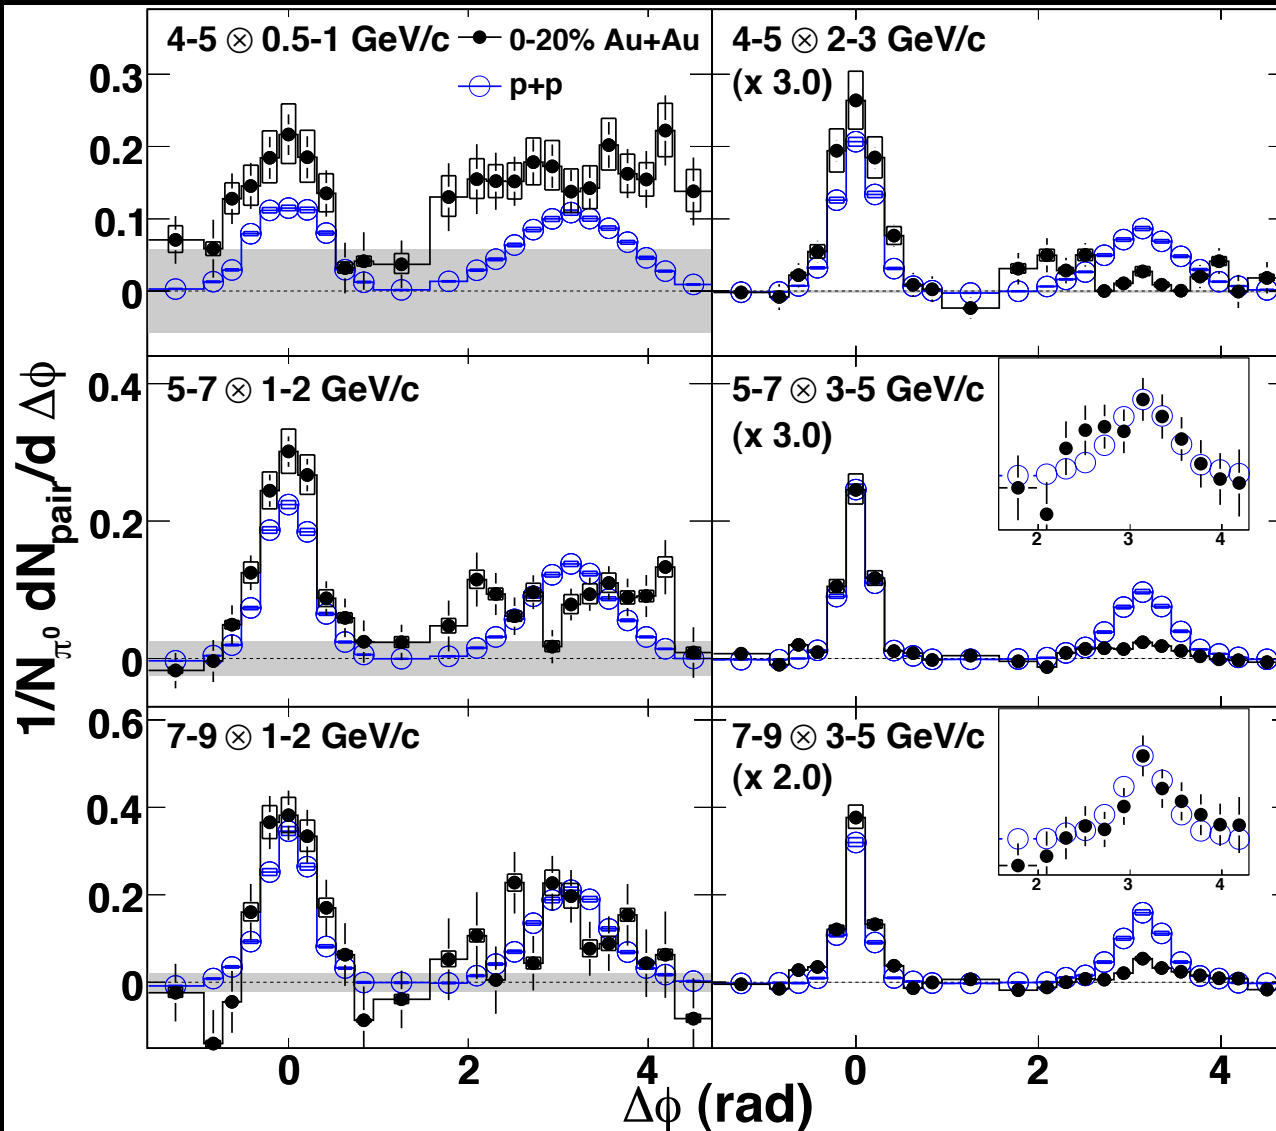 4-5 ⊗ 0.5-1 GeV/c
0-20% Au+Au
p+p
4-5 ⊗ 2-3 GeV/c
(x 3.0)
0.3
0.2
0.1
0
5-7 ⊗ 1-2 GeV/c
5-7 ⊗ 3-5 GeV/c
(x 3.0)
2 3 4
0.4
0.2
0
7-9 ⊗ 1-2 GeV/c
7-9 ⊗ 3-5 GeV/c
(x 2.0)
2 3 4
0.6
0.4
0.2
0
0 2 4 0 2 4
Δϕ (rad)
1/N_π⁰ dN_pair/d Δϕ